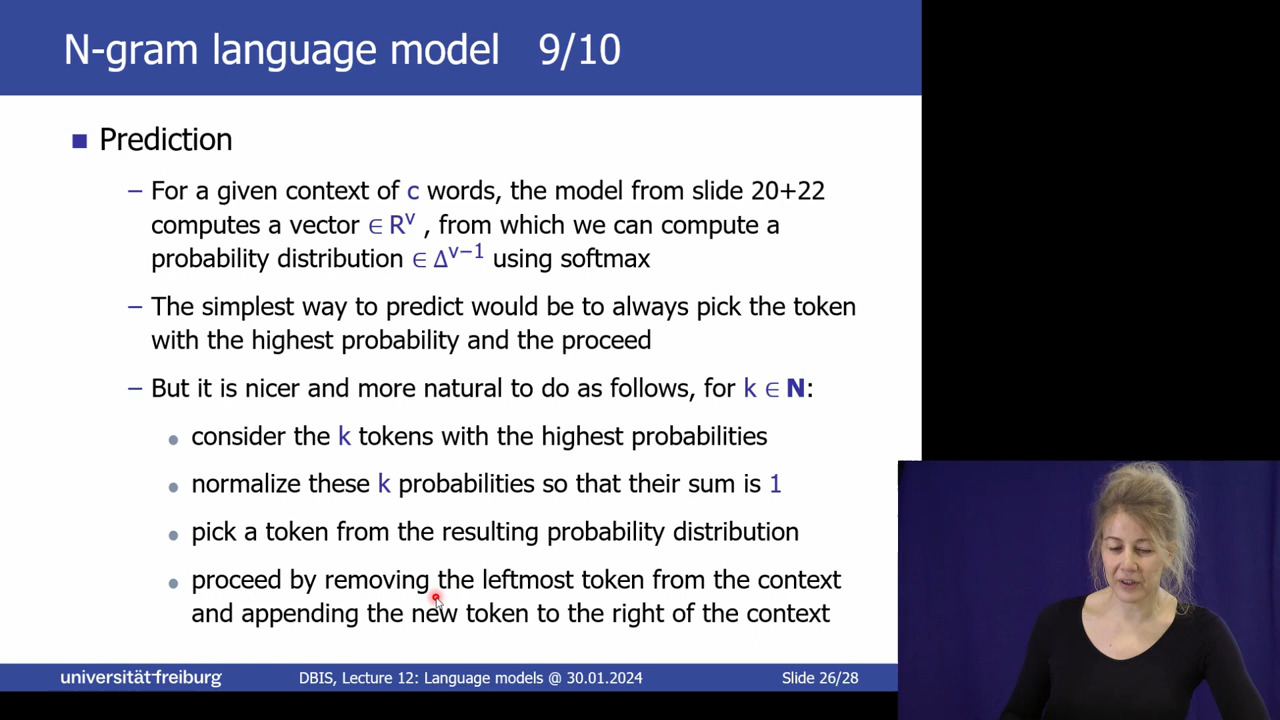 N-gram language model 9/10
Prediction
– For a given context of c words, the model from slide 20+22
computes a vector ∈ Rᵛ , from which we can compute a
probability distribution ∈ Δᵛ⁻¹ using softmax
– The simplest way to predict would be to always pick the token
with the highest probability and the proceed
– But it is nicer and more natural to do as follows, for k ∈ N:
consider the k tokens with the highest probabilities
normalize these k probabilities so that their sum is 1
pick a token from the resulting probability distribution
proceed by removing the leftmost token from the context
and appending the new token to the right of the context
universität freiburg
DBIS, Lecture 12: Language models @ 30.01.2024
Slide 26/28